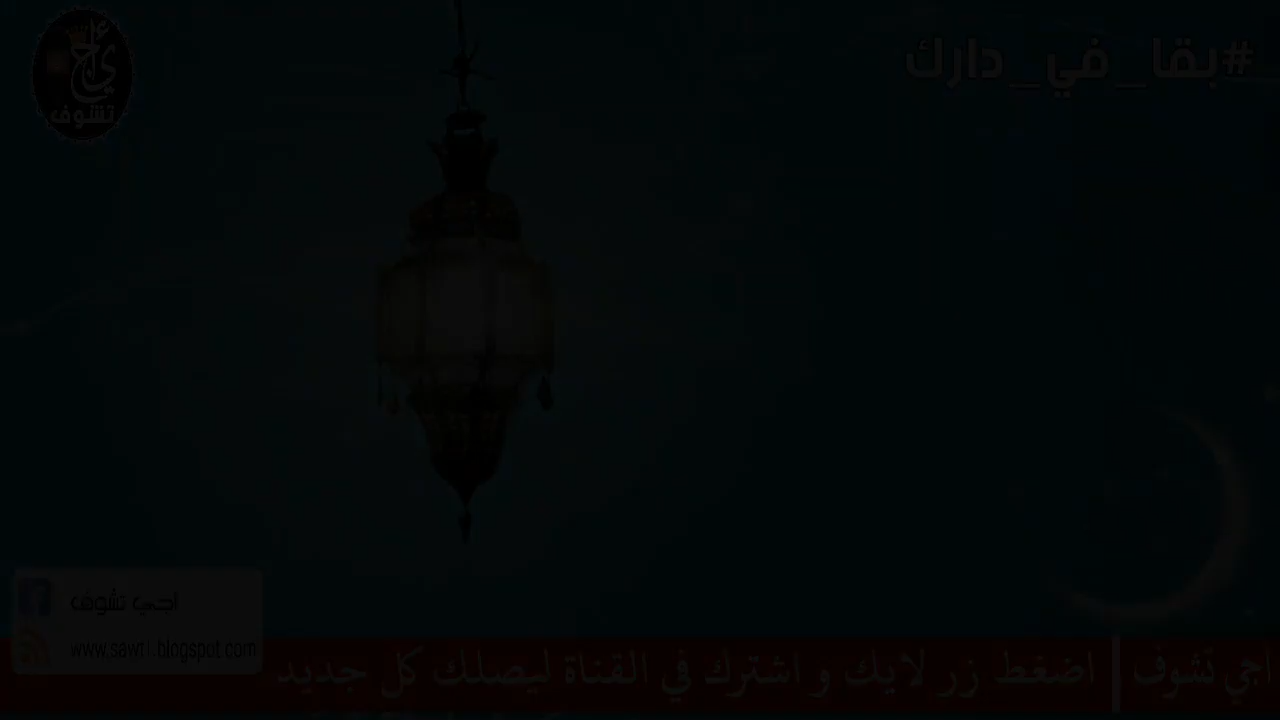 #بقا_في_دارك
أجي
تشوف
اجي تشوف
www.sawri.blogspot.com
اجي تشوف | اضغط زر لايك و اشترك في القناة ليصلك كل جديد